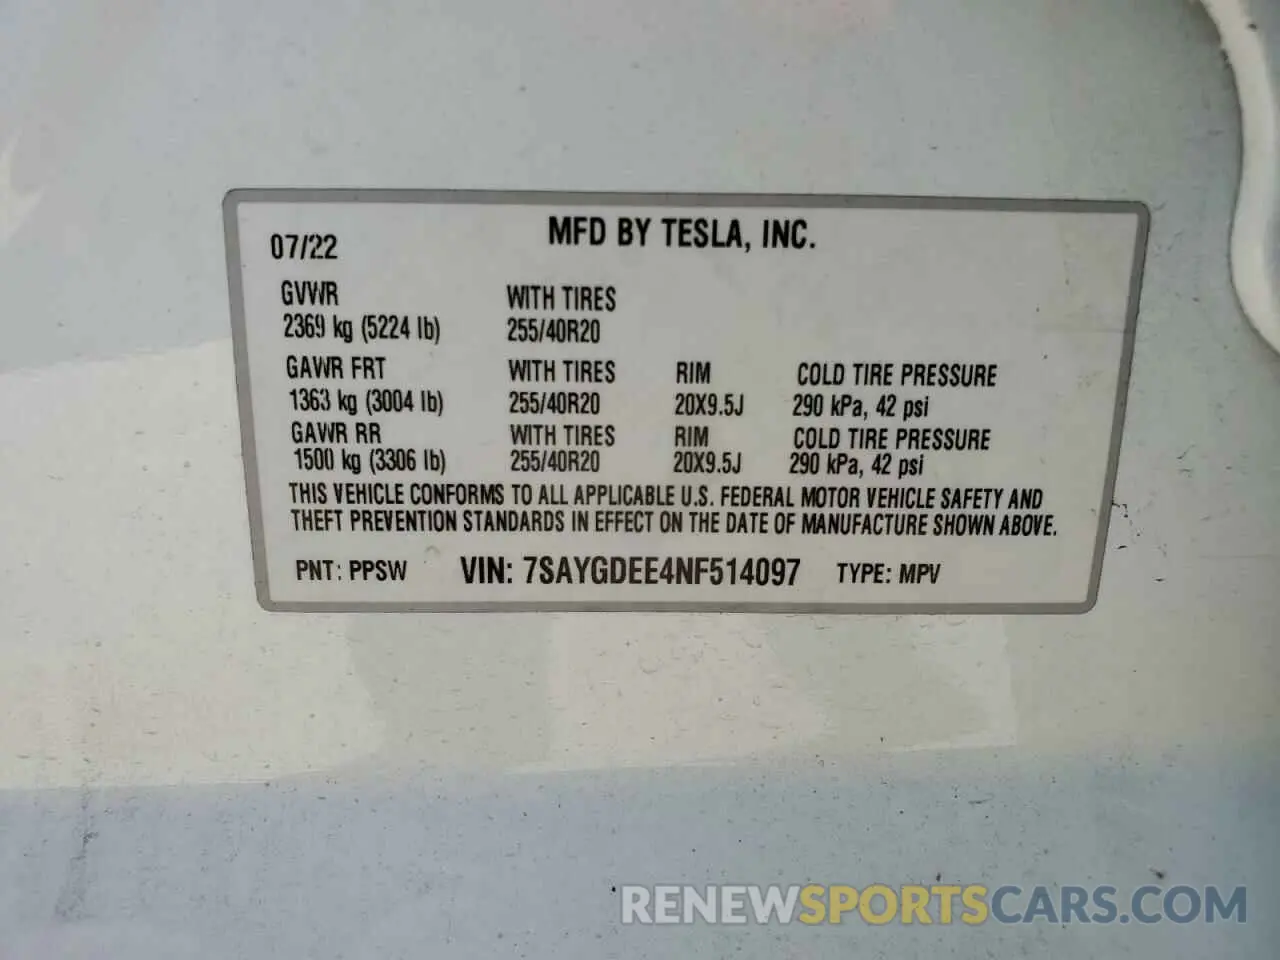 MFD BY TESLA, INC.
07/22
GVWR WITH TIRES
2369 kg (5224 lb) 255/40R20
GAWR FRT WITH TIRES RIM COLD TIRE PRESSURE
1363 kg (3004 lb) 255/40R20 20X9.5J 290 kPa, 42 psi
GAWR RR WITH TIRES RIM COLD TIRE PRESSURE
1500 kg (3306 lb) 255/40R20 20X9.5J 290 kPa, 42 psi
THIS VEHICLE CONFORMS TO ALL APPLICABLE U.S. FEDERAL MOTOR VEHICLE SAFETY AND
THEFT PREVENTION STANDARDS IN EFFECT ON THE DATE OF MANUFACTURE SHOWN ABOVE.
PNT: PPSW VIN: 7SAYGDEE4NF514097 TYPE: MPV
RENEWSPORTSCARS.COM